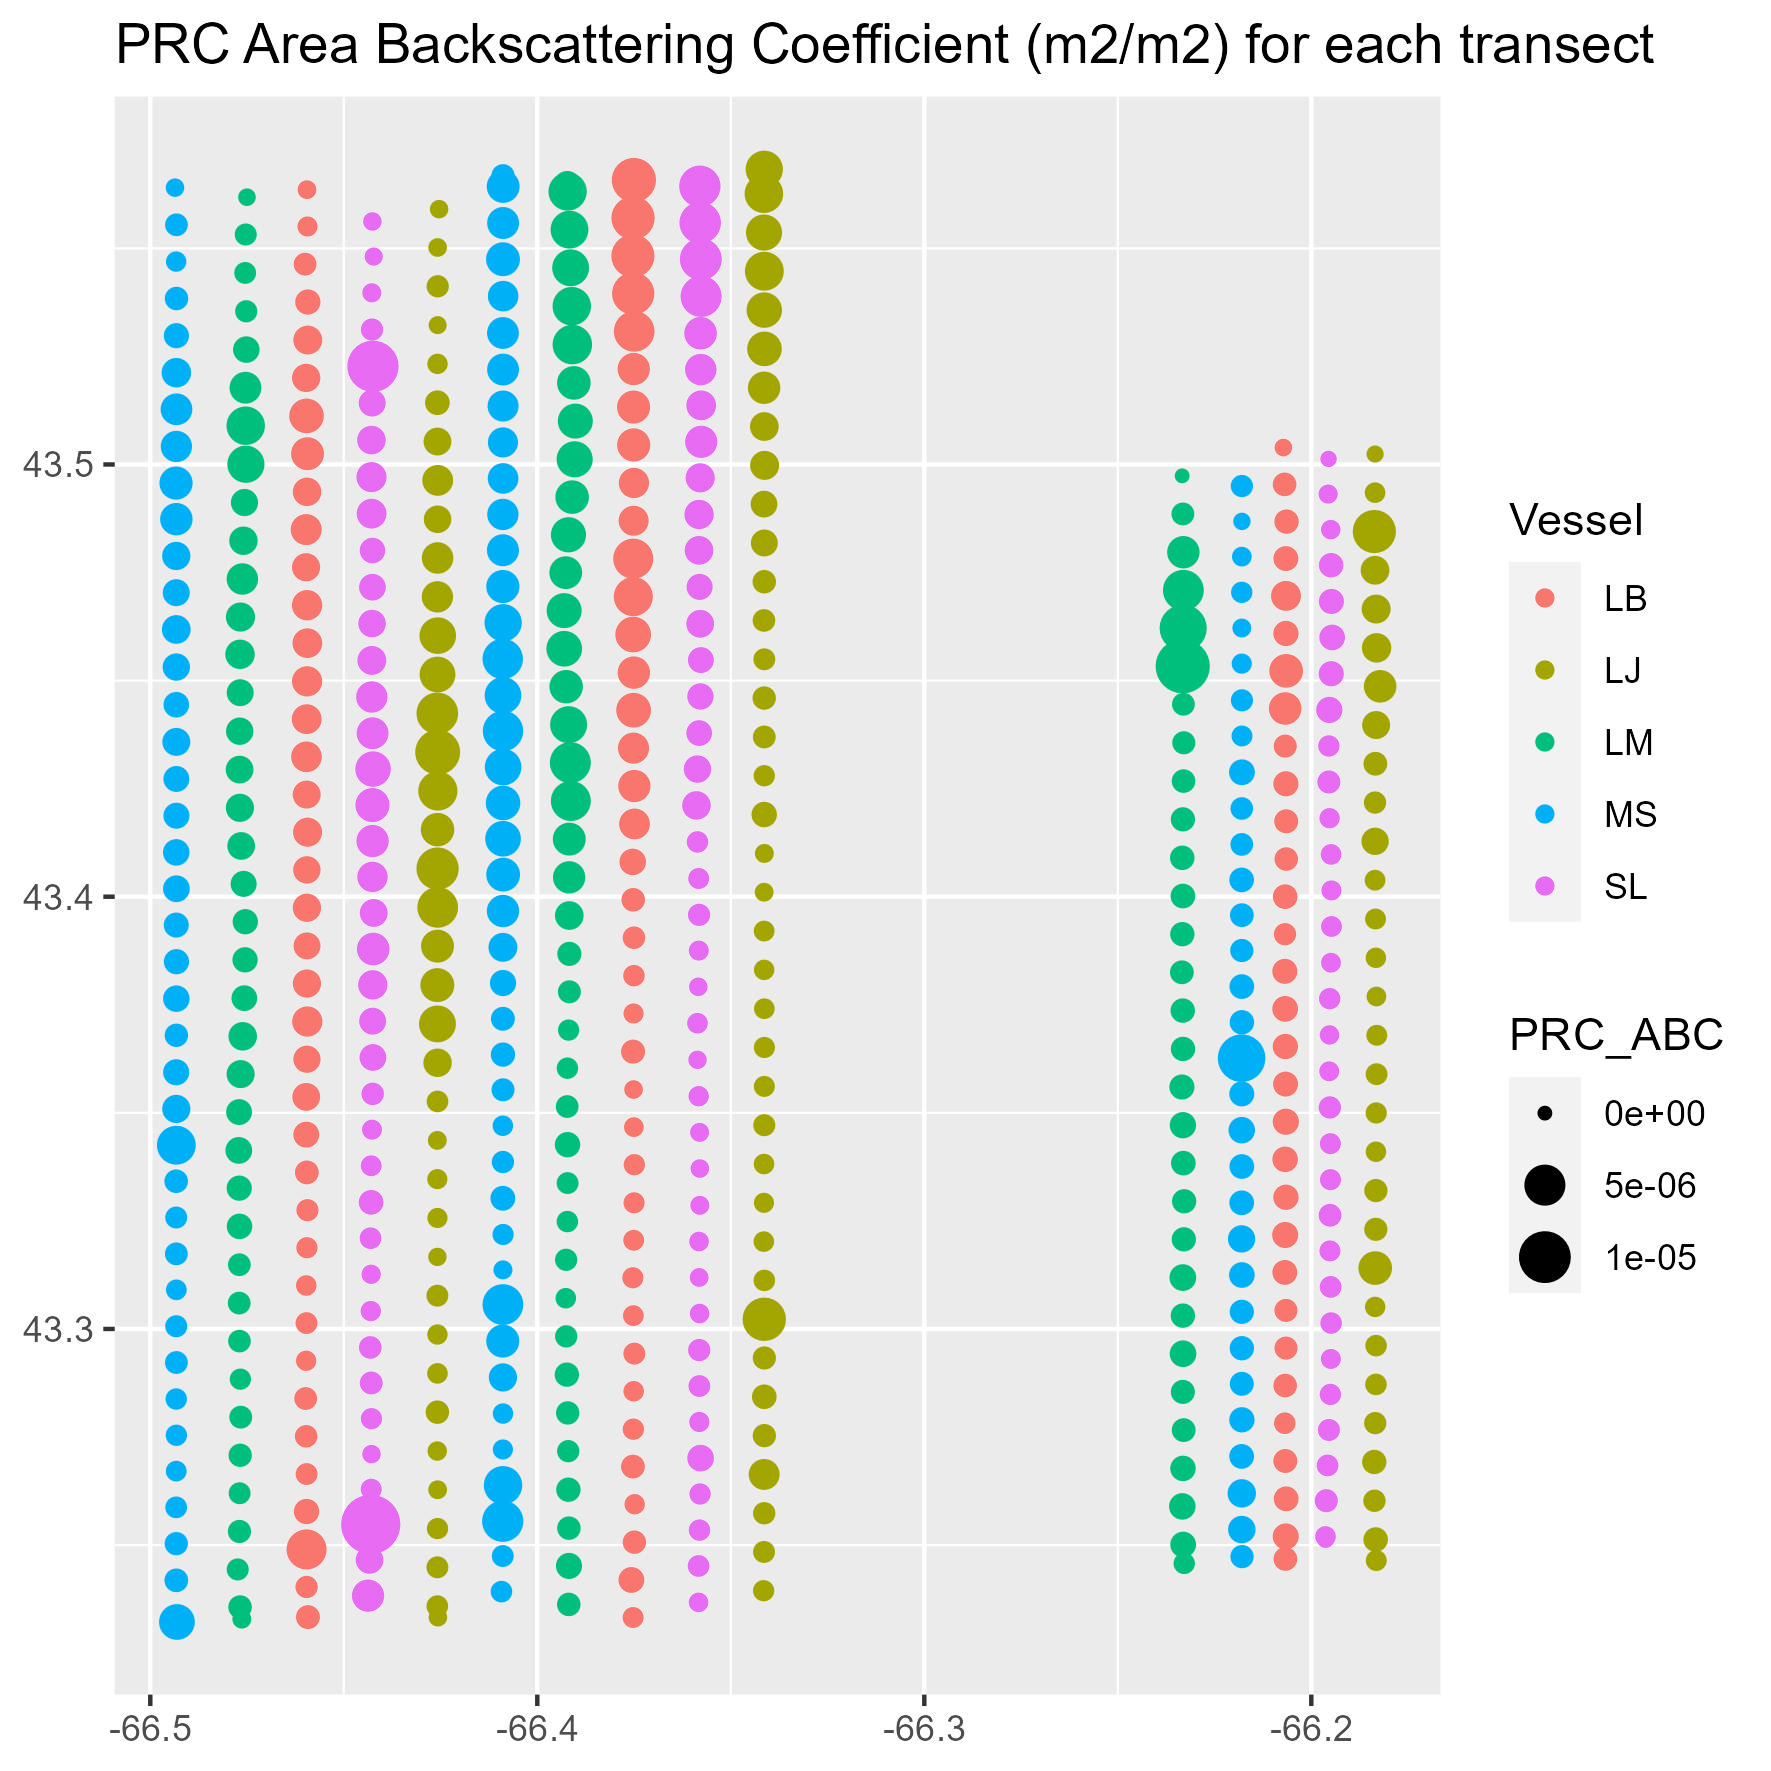 PRC Area Backscattering Coefficient (m2/m2) for each transect
43.5
43.4
43.3
-66.5
-66.4
-66.3
-66.2
Vessel
LB
LJ
LM
MS
SL
PRC_ABC
0e+00
5e-06
1e-05